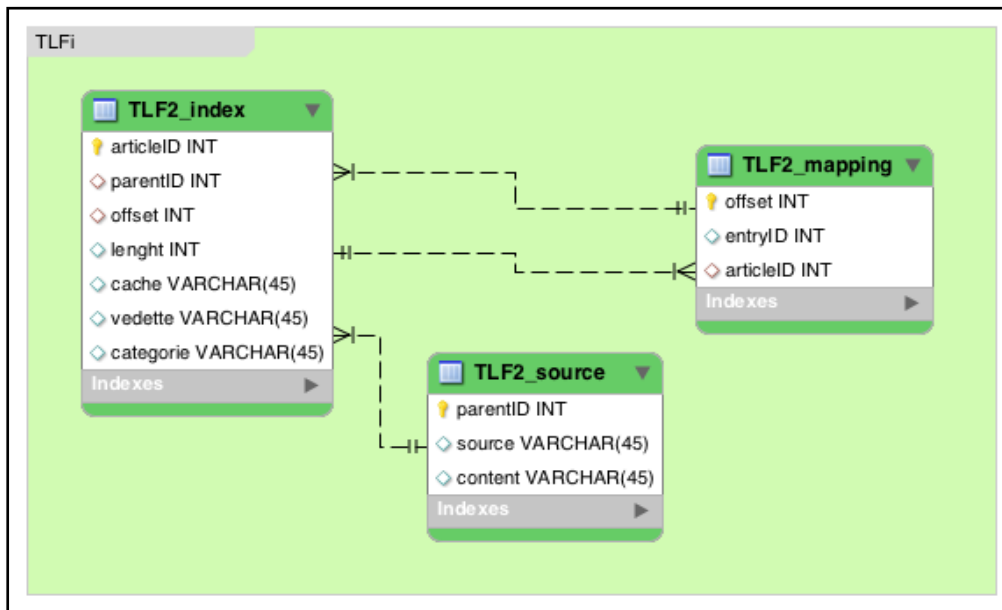 TLFi
TLF2_index
articleID INT
parentID INT
offset INT
lenght INT
cache VARCHAR(45)
vedette VARCHAR(45)
categorie VARCHAR(45)
Indexes
TLF2_mapping
offset INT
entryID INT
articleID INT
Indexes
TLF2_source
parentID INT
source VARCHAR(45)
content VARCHAR(45)
Indexes